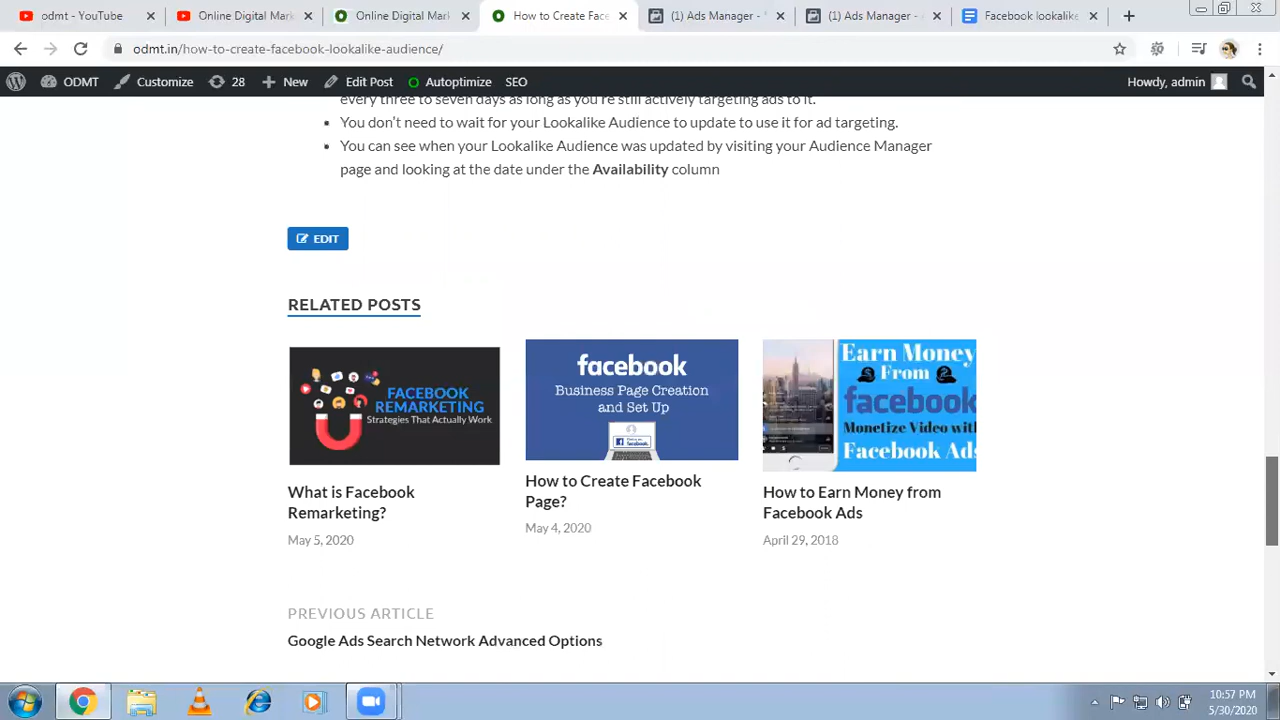 odmt - YouTube
Online Digital Mark
Online Digital Mark
How to Create Face
(1) Ads Manager -
(1) Ads Manager -
Facebook lookalike
odmt.in/how-to-create-facebook-lookalike-audience/
ODMT
Customize
28
New
Edit Post
Autoptimize
SEO
Howdy, admin
every three to seven days as long as you're still actively targeting ads to it.
• You don't need to wait for your Lookalike Audience to update to use it for ad targeting.
• You can see when your Lookalike Audience was updated by visiting your Audience Manager
page and looking at the date under the Availability column
EDIT
RELATED POSTS
FACEBOOK
REMARKETING
Strategies That Actually Work
What is Facebook
Remarketing?
May 5, 2020
facebook
Business Page Creation
and Set Up
How to Create Facebook
Page?
May 4, 2020
Earn Money
From
facebook
Monetize Video with
Facebook Ads
How to Earn Money from
Facebook Ads
April 29, 2018
PREVIOUS ARTICLE
Google Ads Search Network Advanced Options
10:57 PM
5/30/2020